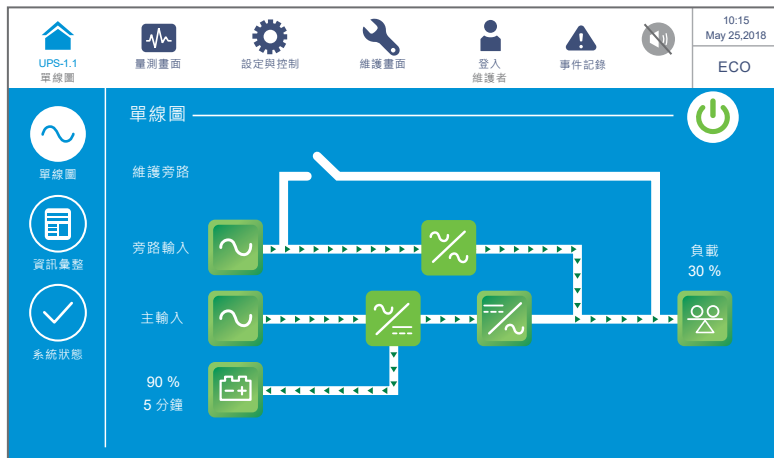 UPS-1.1
單線圖
量測畫面
設定與控制
維護畫面
登入
維護者
事件記錄
10:15
May 25,2018
ECO
單線圖
資訊彙整
系統狀態
單線圖
維護旁路
旁路輸入
主輸入
90 %
5 分鐘
負載
30 %